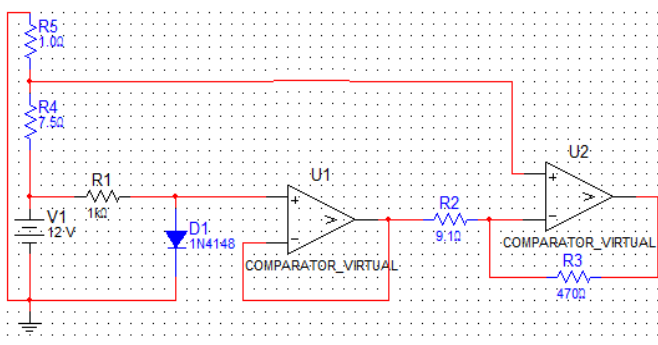 R5
1.0Ω
R4
7.5Ω
V1
12 V
R1
1kΩ
D1
1N4148
U1
COMPARATOR_VIRTUAL
R2
9.1Ω
U2
COMPARATOR_VIRTUAL
R3
470Ω